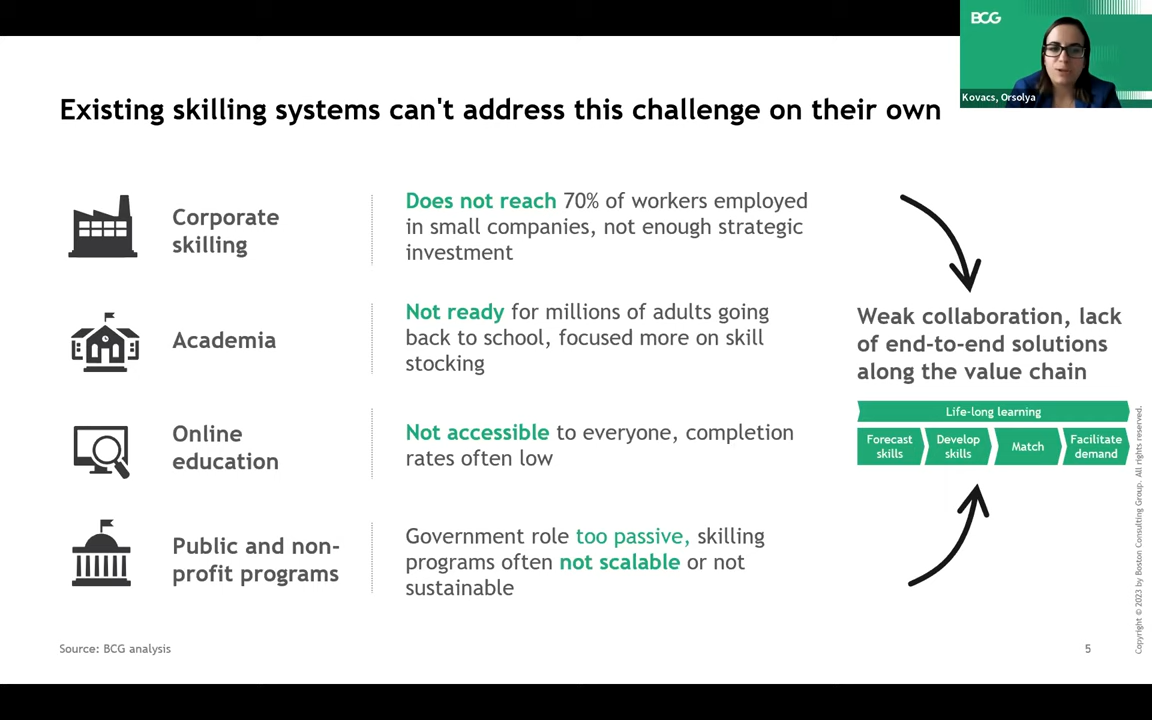 BCG
Kovacs, Orsolya
Existing skilling systems can't address this challenge on their own
Corporate
skilling
Does not reach 70% of workers employed
in small companies, not enough strategic
investment
Academia
Not ready for millions of adults going
back to school, focused more on skill
stocking
Online
education
Not accessible to everyone, completion
rates often low
Public and non-
profit programs
Government role too passive, skilling
programs often not scalable or not
sustainable
Weak collaboration, lack
of end-to-end solutions
along the value chain
Life-long learning
Forecast
skills
Develop
skills
Match
Facilitate
demand
Source: BCG analysis
5
Copyright © 2023 by Boston Consulting Group. All rights reserved.